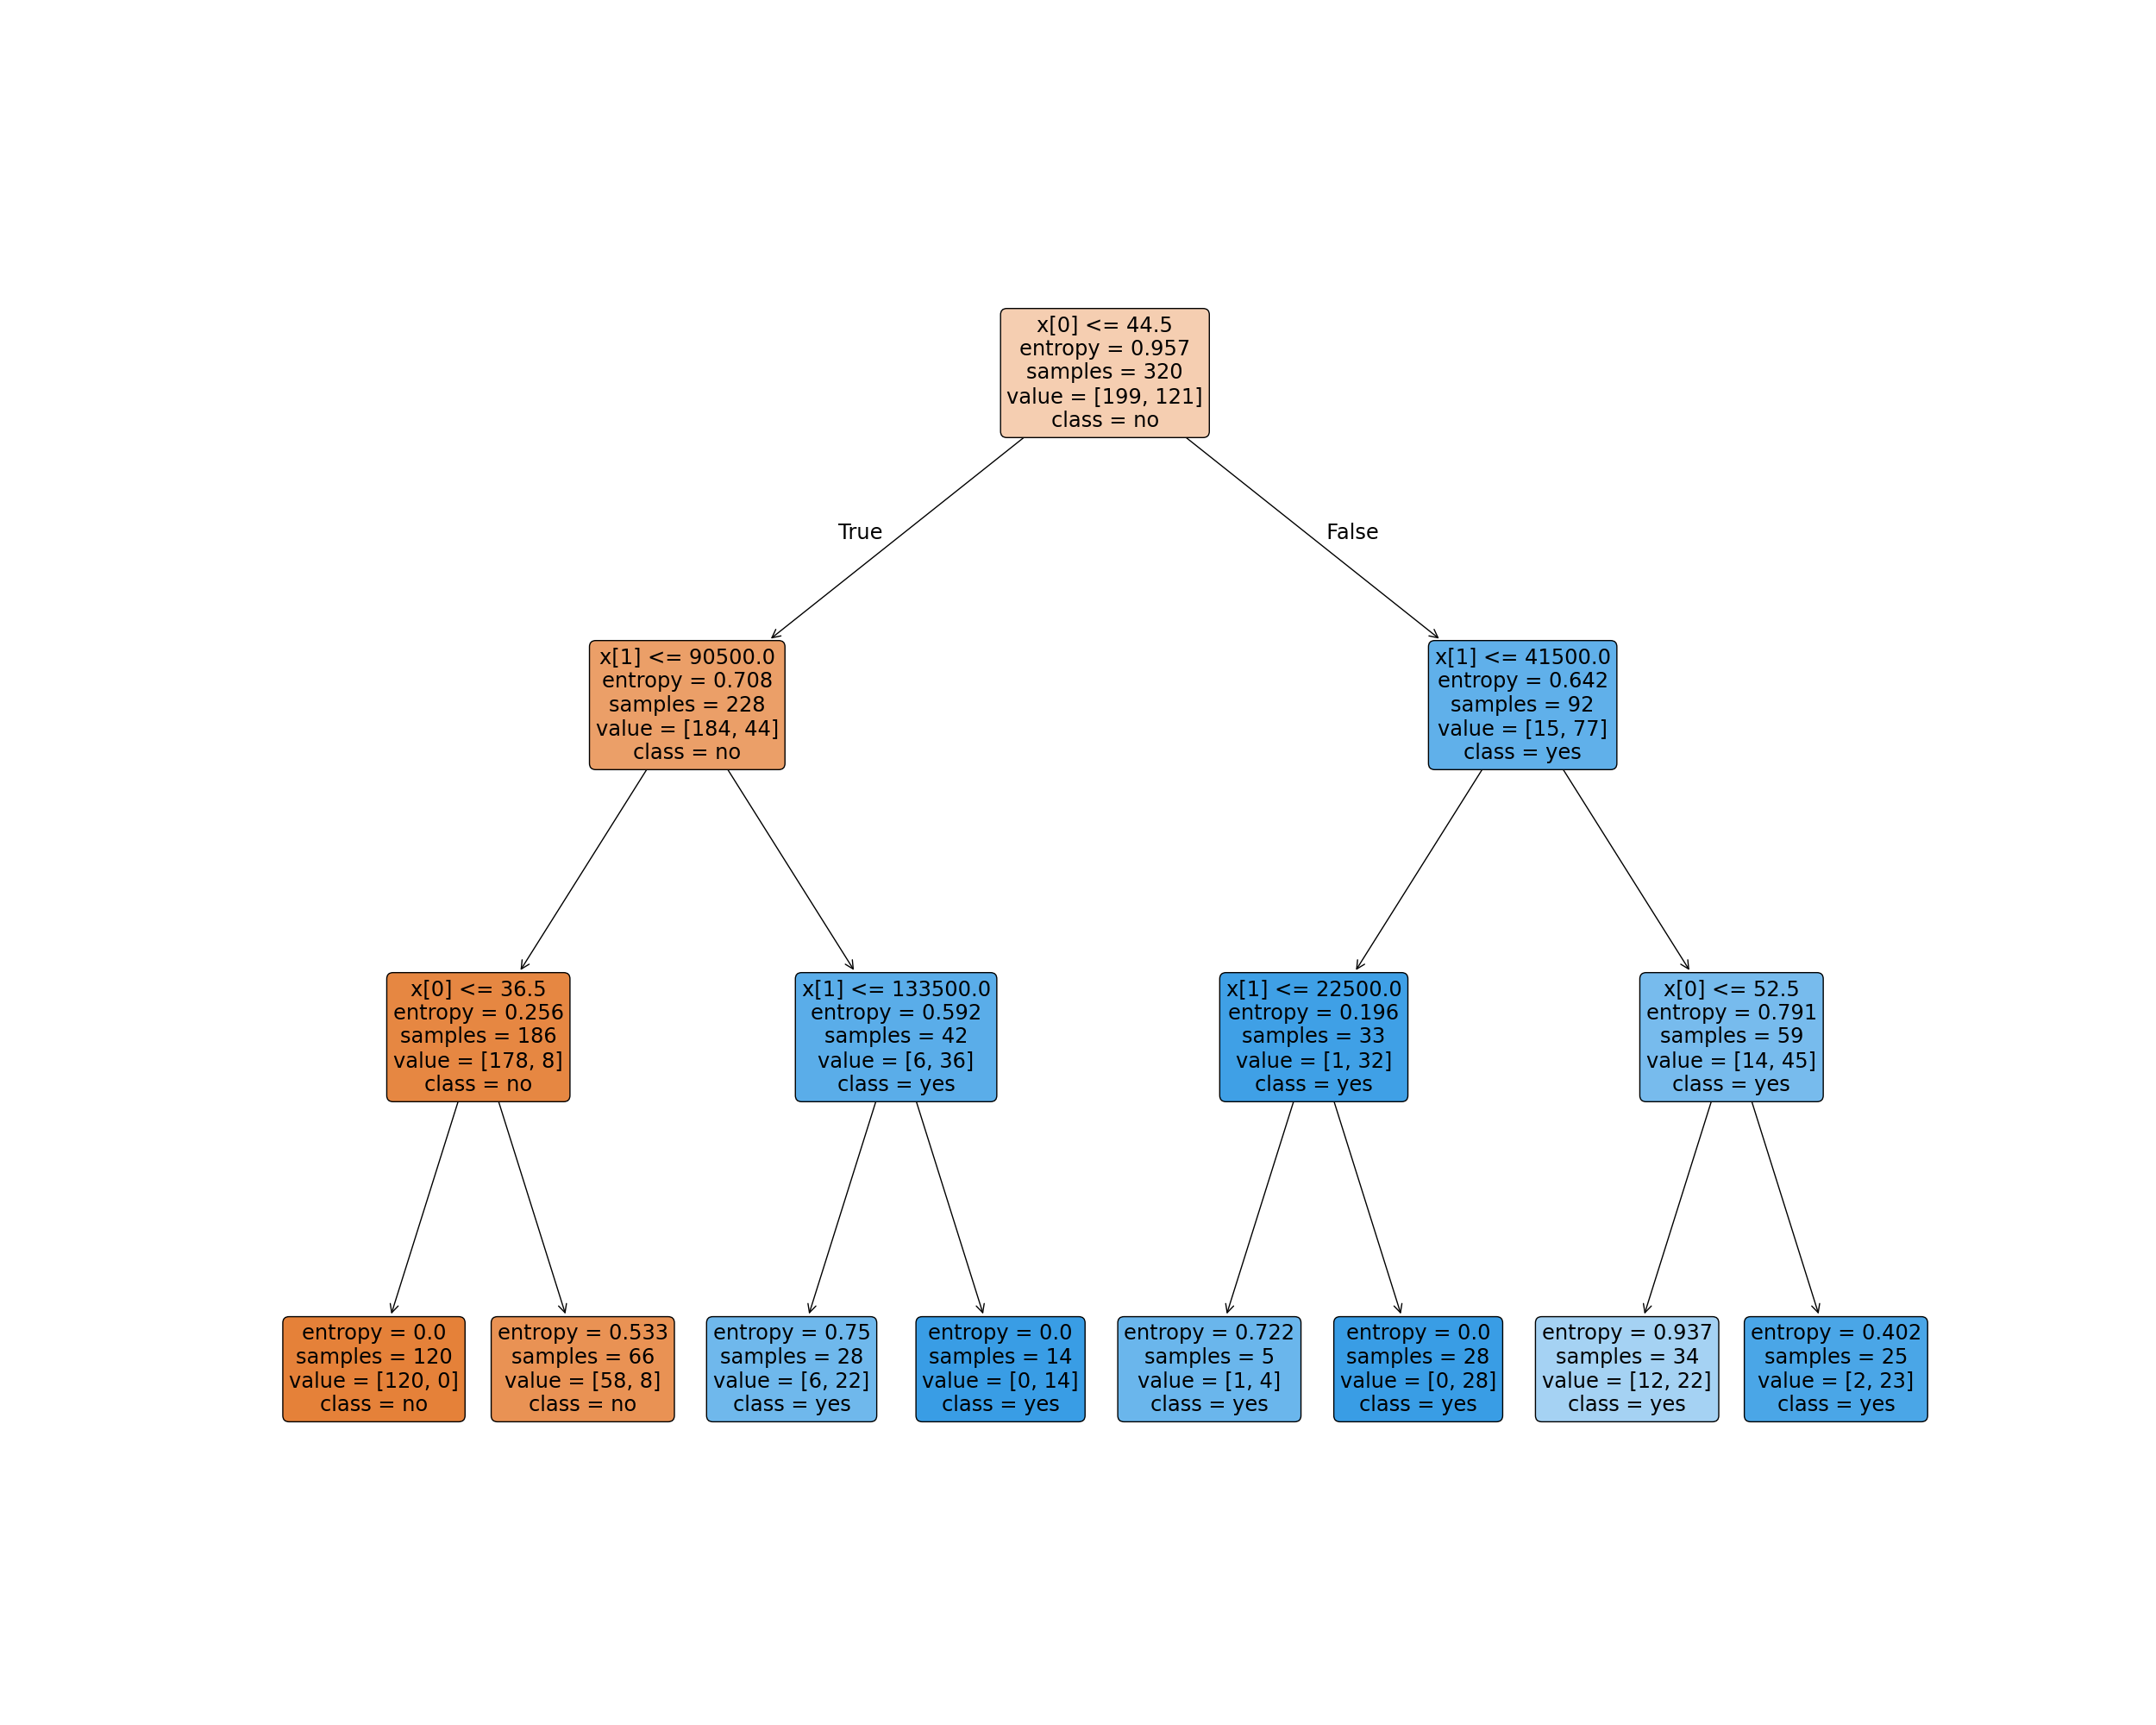 x[0] <= 44.5
entropy = 0.957
samples = 320
value = [199, 121]
class = no
True
False
x[1] <= 90500.0
entropy = 0.708
samples = 228
value = [184, 44]
class = no
x[1] <= 41500.0
entropy = 0.642
samples = 92
value = [15, 77]
class = yes
x[0] <= 36.5
entropy = 0.256
samples = 186
value = [178, 8]
class = no
x[1] <= 133500.0
entropy = 0.592
samples = 42
value = [6, 36]
class = yes
x[1] <= 22500.0
entropy = 0.196
samples = 33
value = [1, 32]
class = yes
x[0] <= 52.5
entropy = 0.791
samples = 59
value = [14, 45]
class = yes
entropy = 0.0
samples = 120
value = [120, 0]
class = no
entropy = 0.533
samples = 66
value = [58, 8]
class = no
entropy = 0.75
samples = 28
value = [6, 22]
class = yes
entropy = 0.0
samples = 14
value = [0, 14]
class = yes
entropy = 0.722
samples = 5
value = [1, 4]
class = yes
entropy = 0.0
samples = 28
value = [0, 28]
class = yes
entropy = 0.937
samples = 34
value = [12, 22]
class = yes
entropy = 0.402
samples = 25
value = [2, 23]
class = yes